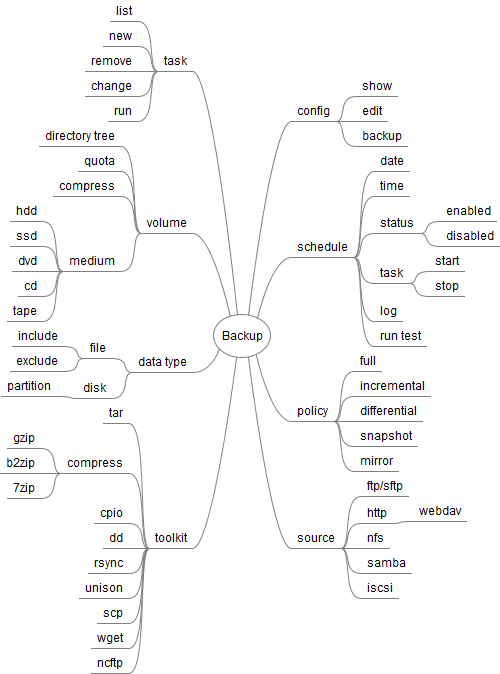 Backup
task
list
new
remove
change
run
volume
directory tree
quota
compress
medium
hdd
ssd
dvd
cd
tape
data type
file
include
exclude
disk
partition
toolkit
tar
compress
gzip
b2zip
7zip
cpio
dd
rsync
unison
scp
wget
ncftp
config
show
edit
backup
schedule
date
time
status
enabled
disabled
task
start
stop
log
run test
policy
full
incremental
differential
snapshot
mirror
source
ftp/sftp
http
webdav
nfs
samba
iscsi